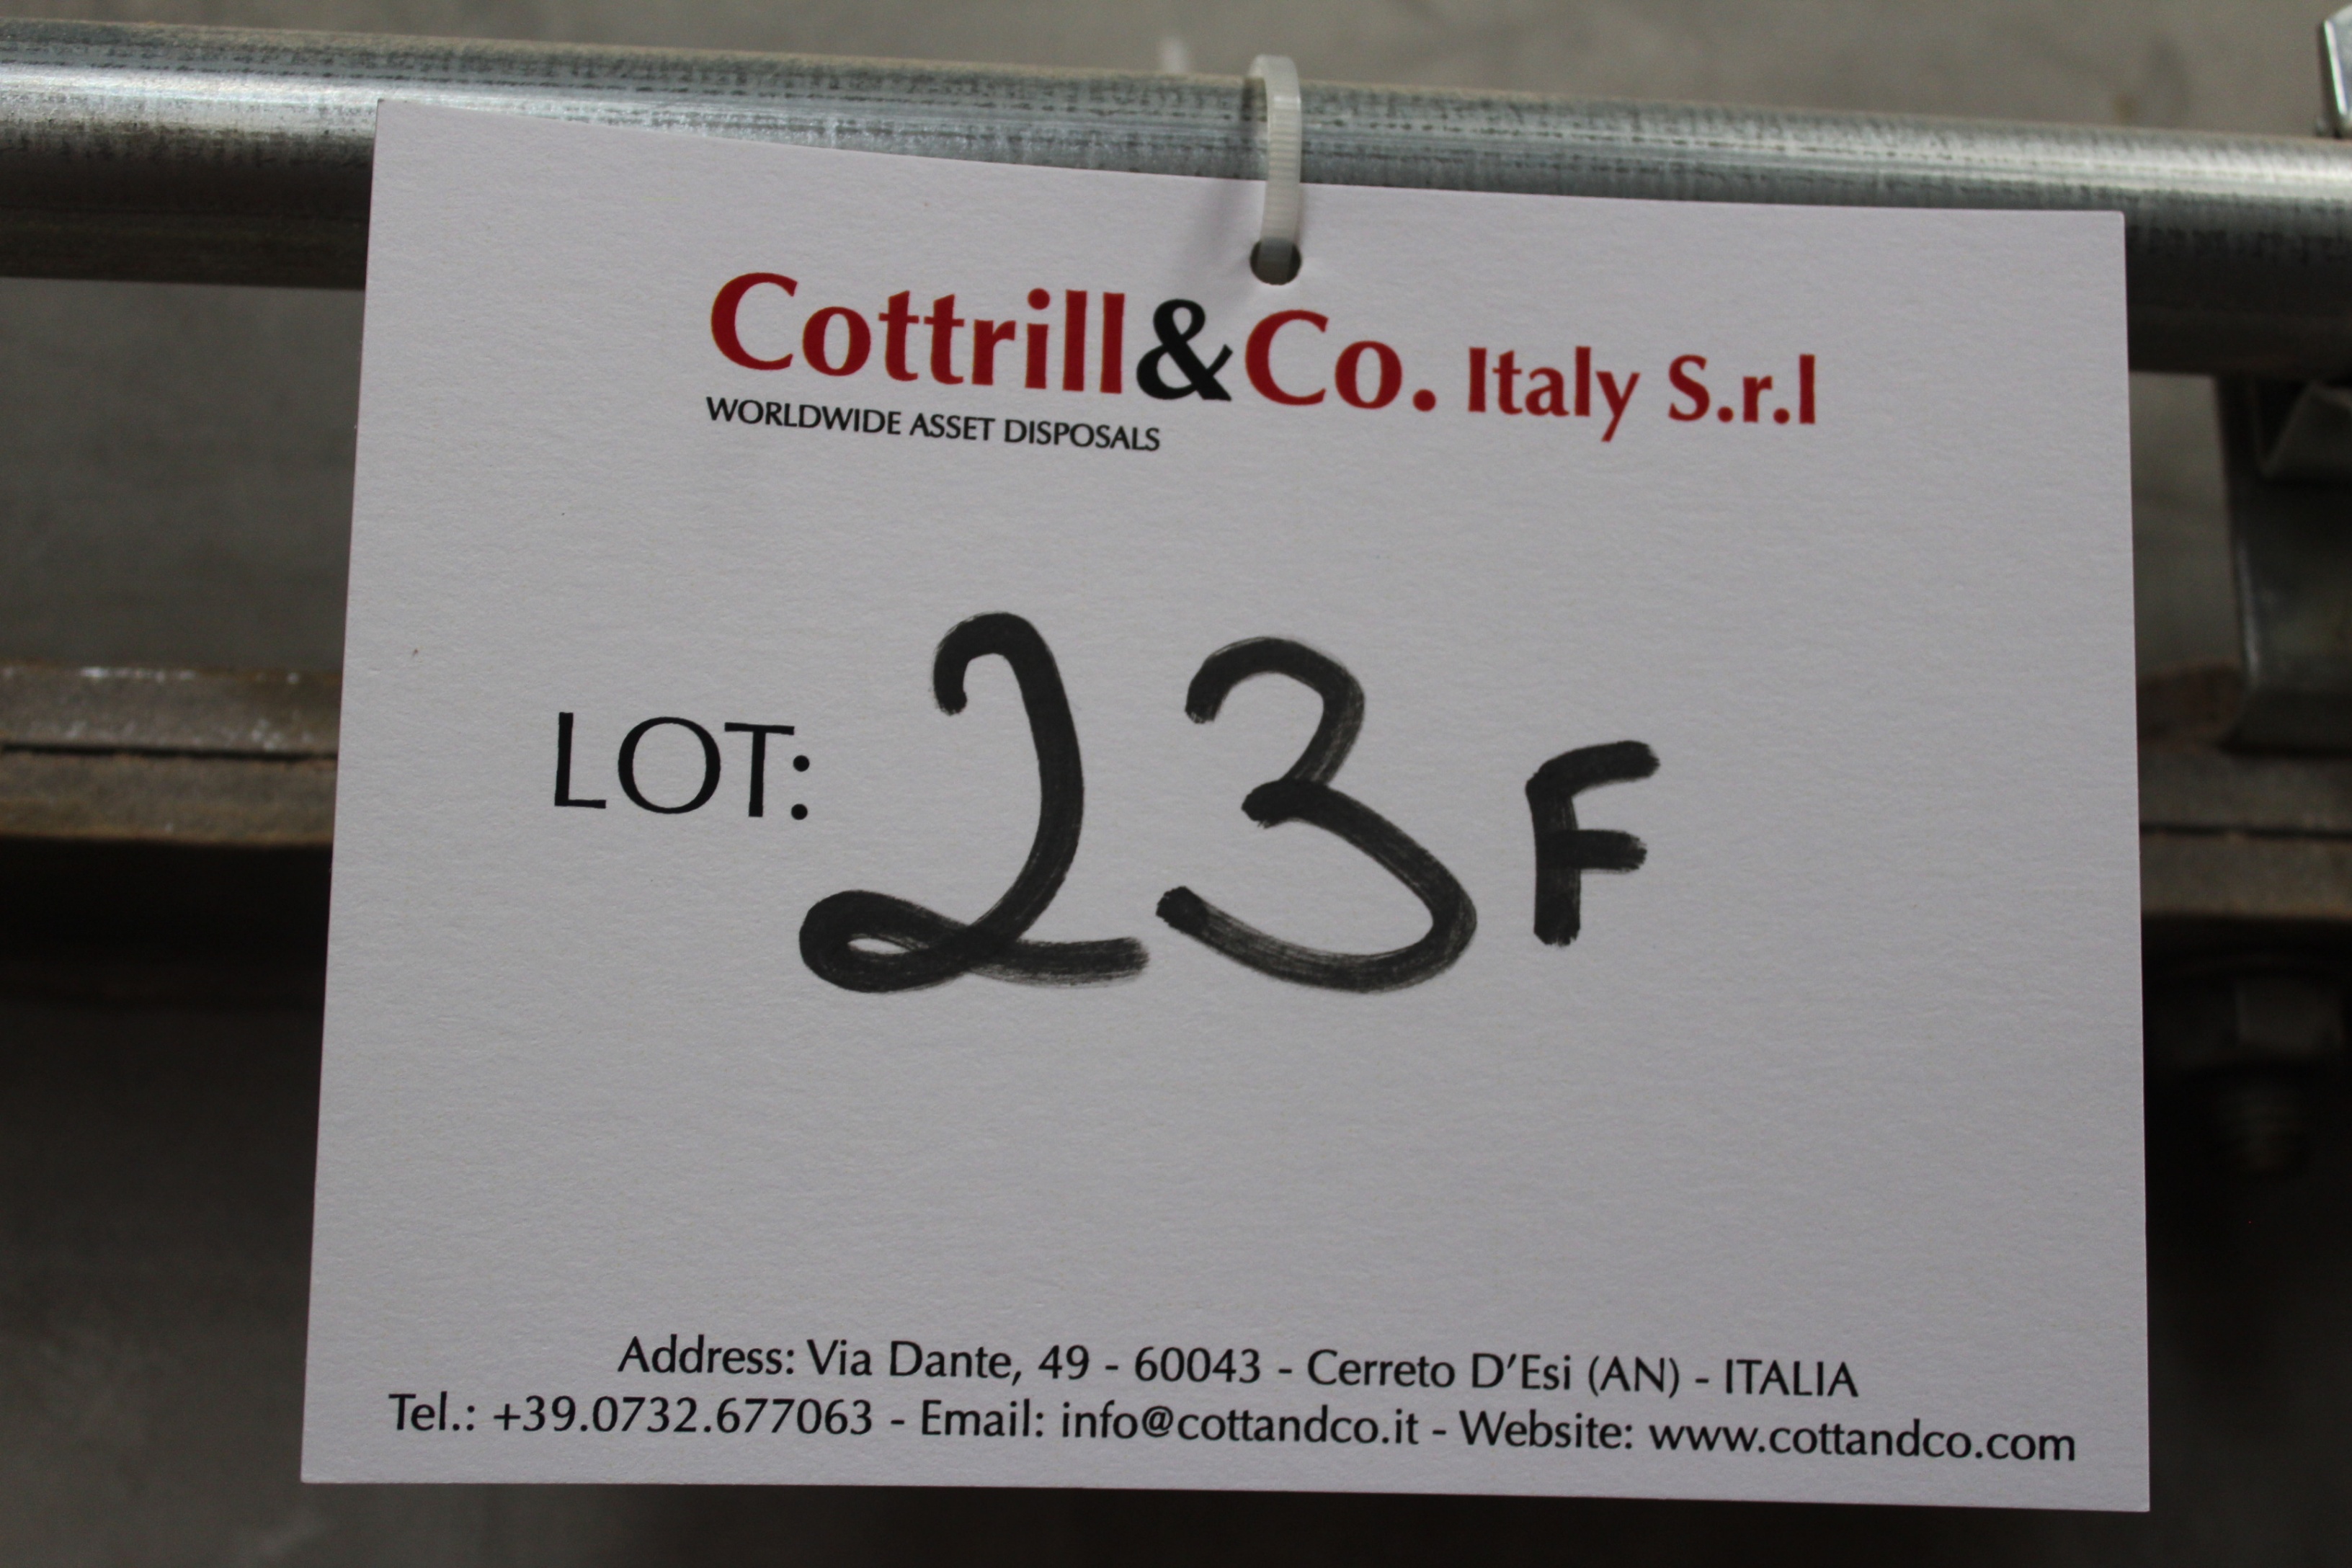 Cottrill&Co. Italy S.r.l
WORLDWIDE ASSET DISPOSALS
LOT: 23F
Address: Via Dante, 49 - 60043 - Cerreto D'Esi (AN) - ITALIA
Tel.: +39.0732.677063 - Email: info@cottandco.it - Website: www.cottandco.com